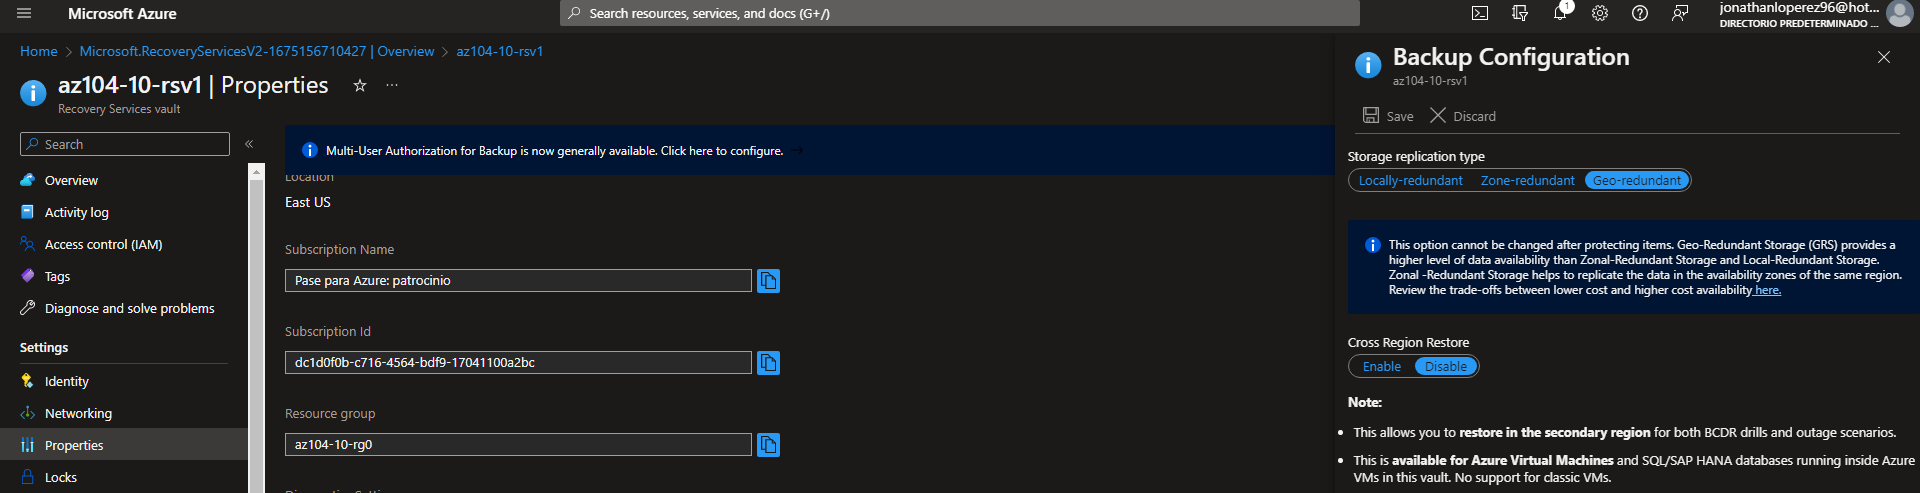 Microsoft Azure
Search resources, services, and docs (G+/)
1
jonathanloperez96@hot...
DIRECTORIO PREDETERMINADO ...
Home > Microsoft.RecoveryServicesV2-1675156710427 | Overview > az104-10-rsv1
az104-10-rsv1 | Properties
Recovery Services vault
Search
Overview
Activity log
Access control (IAM)
Tags
Diagnose and solve problems
Settings
Identity
Networking
Properties
Locks
Multi-User Authorization for Backup is now generally available. Click here to configure. →
Location
East US
Subscription Name
Pase para Azure: patrocinio
Subscription Id
dc1d0f0b-c716-4564-bdf9-17041100a2bc
Resource group
az104-10-rg0
Backup Configuration
az104-10-rsv1
Save
Discard
Storage replication type
Locally-redundant Zone-redundant Geo-redundant
This option cannot be changed after protecting items. Geo-Redundant Storage (GRS) provides a
higher level of data availability than Zonal-Redundant Storage and Local-Redundant Storage.
Zonal -Redundant Storage helps to replicate the data in the availability zones of the same region.
Review the trade-offs between lower cost and higher cost availability here.
Cross Region Restore
Enable Disable
Note:
• This allows you to restore in the secondary region for both BCDR drills and outage scenarios.
• This is available for Azure Virtual Machines and SQL/SAP HANA databases running inside Azure
VMs in this vault. No support for classic VMs.